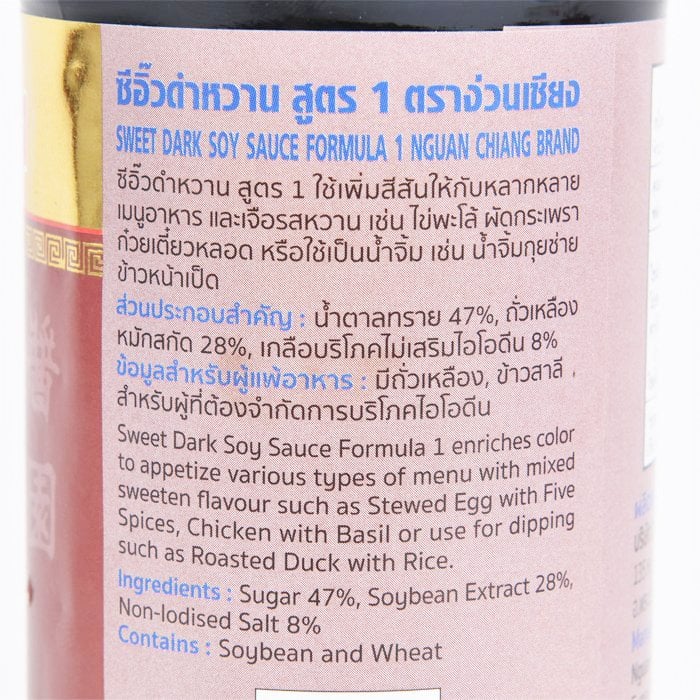 ซีอิ๊วดำหวาน สูตร 1 ตราง่วนเชียง
SWEET DARK SOY SAUCE FORMULA 1 NGUAN CHIANG BRAND
ซีอิ๊วดำหวาน สูตร 1 ใช้เพิ่มสีสันให้กับหลากหลาย
เมนูอาหาร และเจือรสหวาน เช่น ไข่พะโล้ ผัดกระเพรา
ก๋วยเตี๋ยวหลอด หรือใช้เป็นน้ำจิ้ม เช่น น้ำจิ้มกุยช่าย
ข้าวหน้าเป็ด
ส่วนประกอบสำคัญ : น้ำตาลทราย 47%, ถั่วเหลือง
หมักสกัด 28%, เกลือบริโภคไม่เสริมไอโอดีน 8%
ข้อมูลสำหรับผู้แพ้อาหาร : มีถั่วเหลือง, ข้าวสาลี
สำหรับผู้ที่ต้องจำกัดการบริโภคไอโอดีน
Sweet Dark Soy Sauce Formula 1 enriches color
to appetize various types of menu with mixed
sweeten flavour such as Stewed Egg with Five
Spices, Chicken with Basil or use for dipping
such as Roasted Duck with Rice.
Ingredients : Sugar 47%, Soybean Extract 28%,
Non-Iodised Salt 8%
Contains : Soybean and Wheat